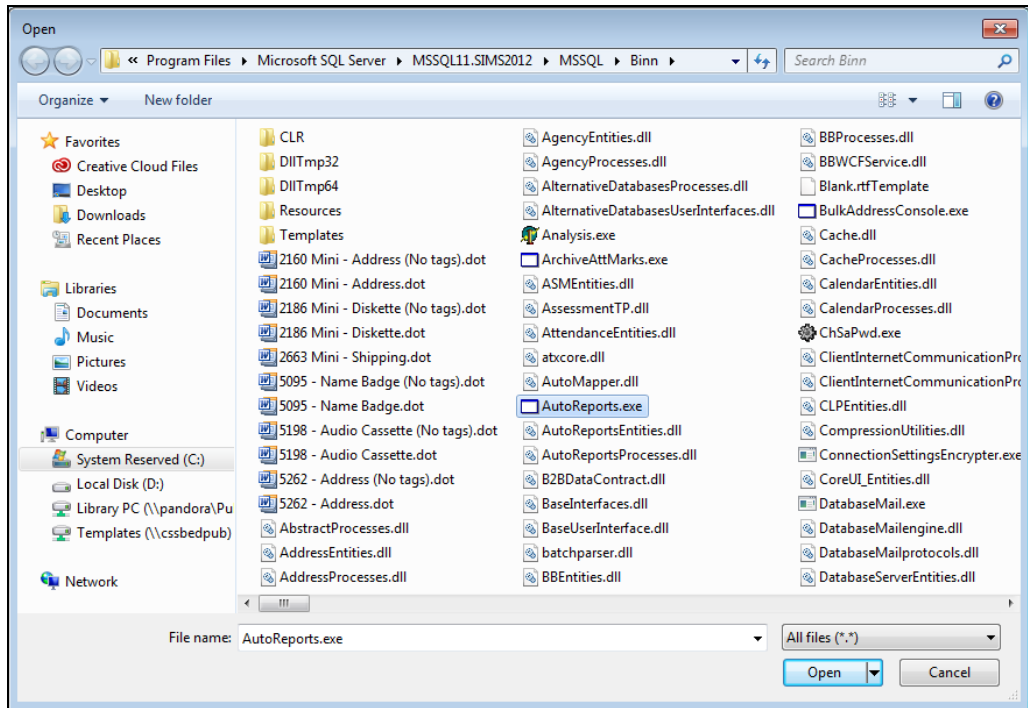 Open
« Program Files ▸ Microsoft SQL Server ▸ MSSQL11.SIMS2012 ▸ MSSQL ▸ Binn ▸
Search Binn
Organize
New folder
Favorites
Creative Cloud Files
Desktop
Downloads
Recent Places
Libraries
Documents
Music
Pictures
Videos
Computer
System Reserved (C:)
Local Disk (D:)
Library PC (\\pandora\Pu
Templates (\\cssbedpub)
Network
CLR
DllTmp32
DllTmp64
Resources
Templates
2160 Mini - Address (No tags).dot
2160 Mini - Address.dot
2186 Mini - Diskette (No tags).dot
2186 Mini - Diskette.dot
2663 Mini - Shipping.dot
5095 - Name Badge (No tags).dot
5095 - Name Badge.dot
5198 - Audio Cassette (No tags).dot
5198 - Audio Cassette.dot
5262 - Address (No tags).dot
5262 - Address.dot
AbstractProcesses.dll
AddressEntities.dll
AddressProcesses.dll
AgencyEntities.dll
AgencyProcesses.dll
AlternativeDatabasesProcesses.dll
AlternativeDatabasesUserInterfaces.dll
Analysis.exe
ArchiveAttMarks.exe
ASMEntities.dll
AssessmentTP.dll
AttendanceEntities.dll
atxcore.dll
AutoMapper.dll
AutoReports.exe
AutoReportsEntities.dll
AutoReportsProcesses.dll
B2BDataContract.dll
BaseInterfaces.dll
BaseUserInterface.dll
batchparser.dll
BBEntities.dll
BBProcesses.dll
BBWCFService.dll
Blank.rtfTemplate
BulkAddressConsole.exe
Cache.dll
CacheProcesses.dll
CalendarEntities.dll
CalendarProcesses.dll
ChSaPwd.exe
ClientInternetCommunicationPro
ClientInternetCommunicationPro
CLPEntities.dll
CompressionUtilities.dll
ConnectionSettingsEncrypter.exe
CoreUI_Entities.dll
DatabaseMail.exe
DatabaseMailengine.dll
DatabaseMailprotocols.dll
DatabaseServerEntities.dll
File name: AutoReports.exe
All files (*.*)
Open
Cancel